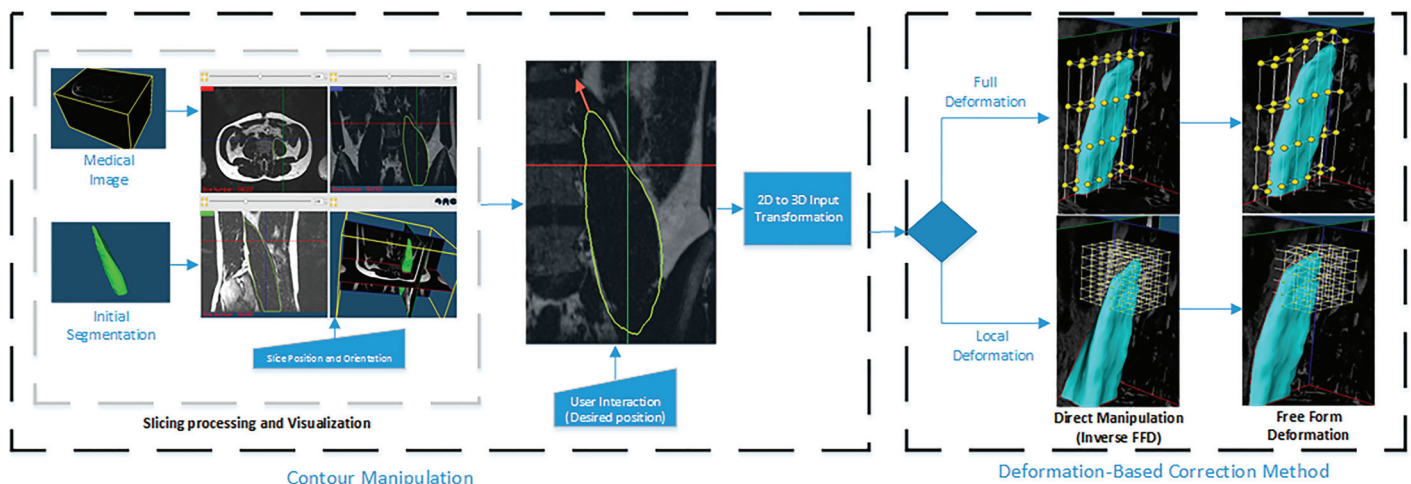 Medical
Image
Initial
Segmentation
Slice Position and Orientation
Slicing processing and Visualization
User Interaction
(Desired position)
2D to 3D Input
Transformation
Contour Manipulation
Full
Deformation
Local
Deformation
Direct Manipulation
(Inverse FFD)
Free Form
Deformation
Deformation-Based Correction Method